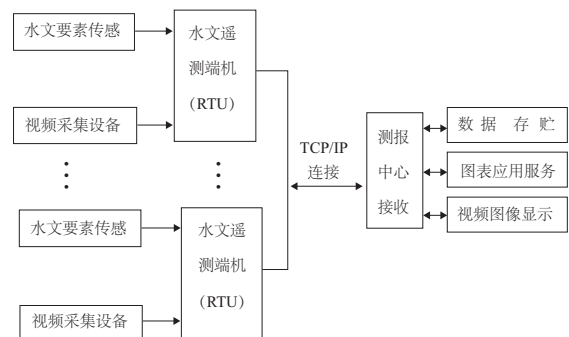 水文要素传感
视频采集设备
水文遥
测端机
（RTU）
水文要素传感
视频采集设备
水文遥
测端机
（RTU）
TCP/IP
连接
测报
中心
接收
数据 存贮
图表应用服务
视频图像显示